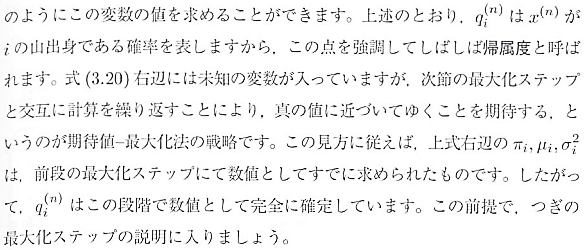 のようにこの変数の値を求めることができます。上述のとおり，q_i^{(n)} は x^{(n)} が
i の山出身である確率を表しますから，この点を強調してしばしば帰属度と呼ば
れます。式 (3.20) 右辺には未知の変数が入っていますが，次節の最大化ステップ
と交互に計算を繰り返すことにより，真の値に近づいてゆくことを期待する，と
いうのが期待値–最大化法の戦略です。この見方に従えば，上式右辺の π_i, μ_i, σ_i^2
は，前段の最大化ステップにて数値としてすでに求められたものです。したがっ
て，q_i^{(n)} はこの段階で数値として完全に確定しています。この前提で，つぎの
最大化ステップの説明に入りましょう。